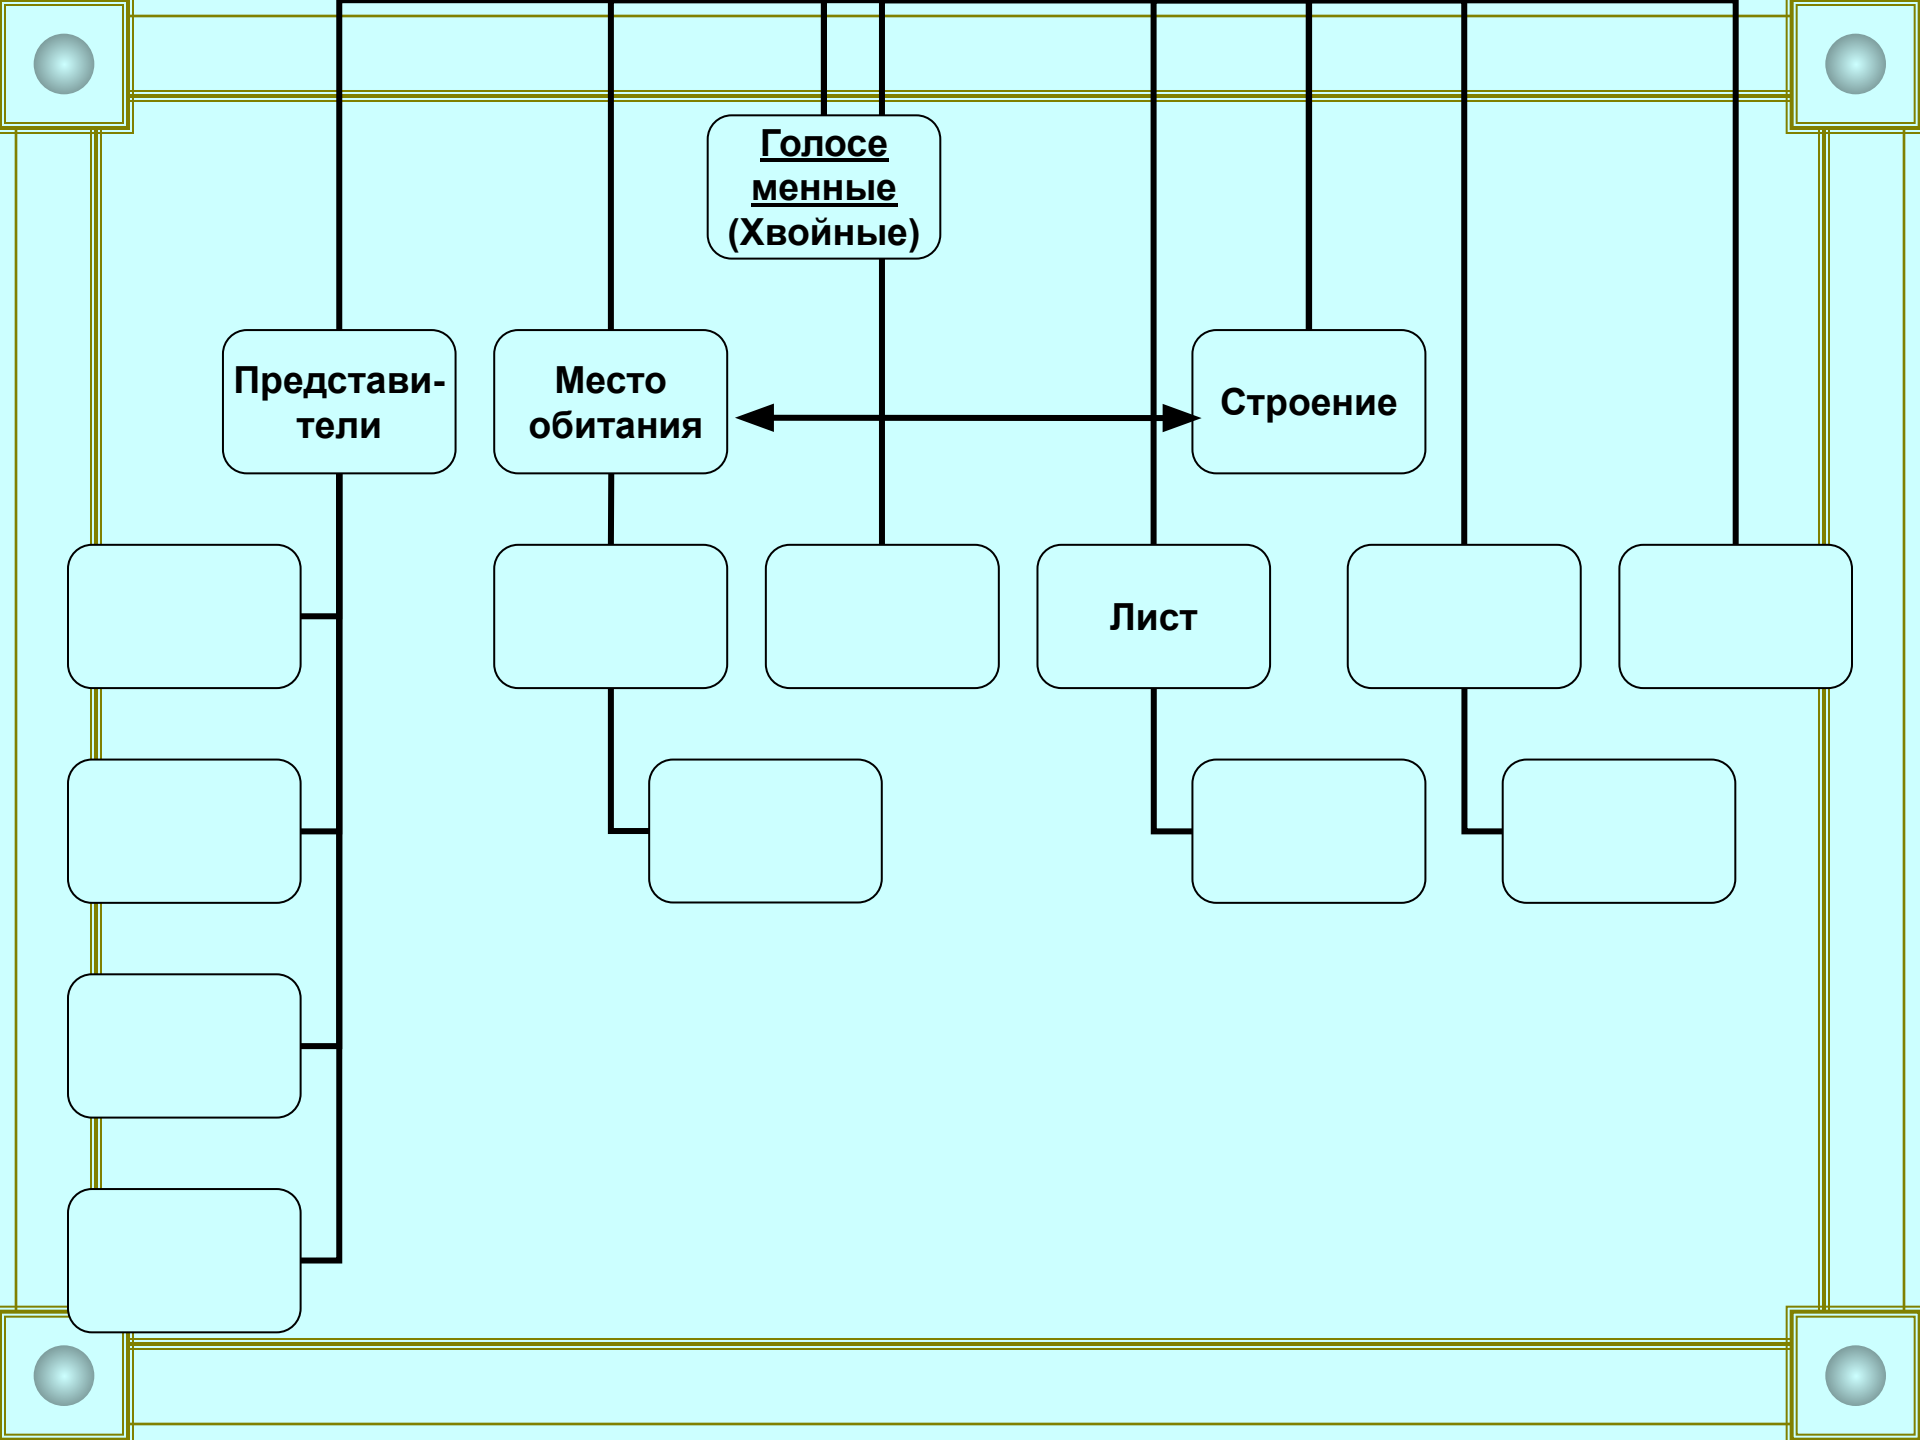 Голосе
менные
(Хвойные)
Представи-
тели
Место
обитания
Строение
Лист